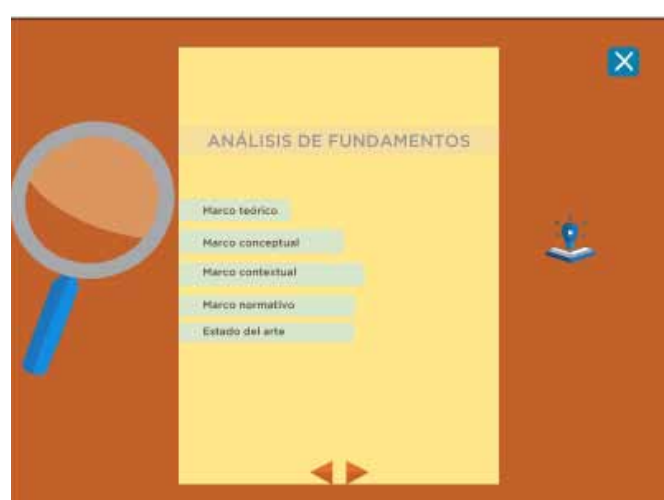 ANÁLISIS DE FUNDAMENTOS
Marco teórico
Marco conceptual
Marco contextual
Marco normativo
Estado del arte